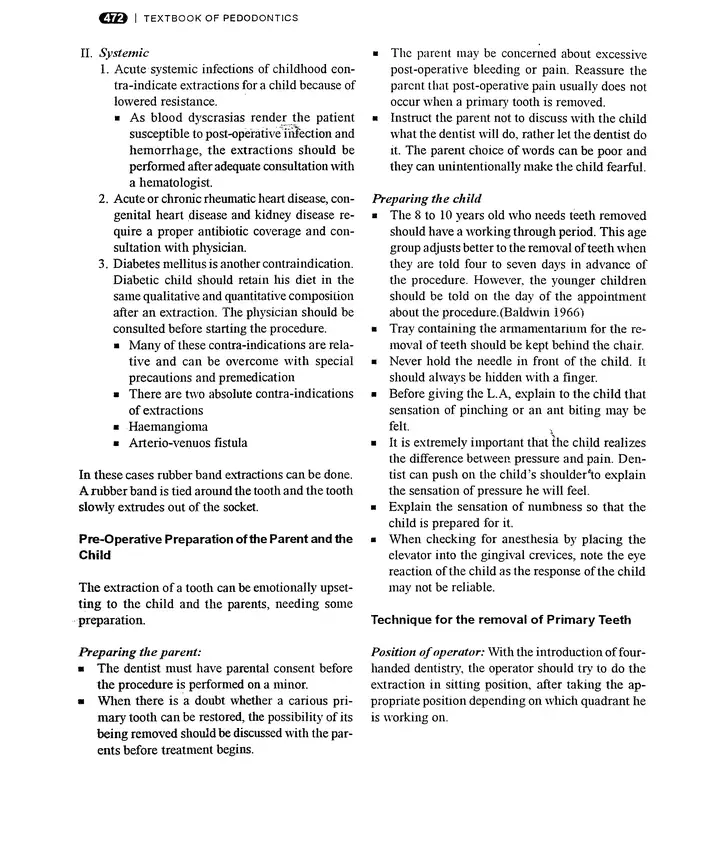 472 | TEXTBOOK OF PEDODONTICS
II. Systemic
1. Acute systemic infections of childhood con-
tra-indicate extractions for a child because of
lowered resistance.
■ As blood dyscrasias render the patient
susceptible to post-operative infection and
hemorrhage, the extractions should be
performed after adequate consultation with
a hematologist.
2. Acute or chronic rheumatic heart disease, con-
genital heart disease and kidney disease re-
quire a proper antibiotic coverage and con-
sultation with physician.
3. Diabetes mellitus is another contraindication.
Diabetic child should retain his diet in the
same qualitative and quantitative composition
after an extraction. The physician should be
consulted before starting the procedure.
■ Many of these contra-indications are rela-
tive and can be overcome with special
precautions and premedication
■ There are two absolute contra-indications
of extractions
■ Haemangioma
■ Arterio-venuos fistula
In these cases rubber band extractions can be done.
A rubber band is tied around the tooth and the tooth
slowly extrudes out of the socket.
Pre-Operative Preparation of the Parent and the
Child
The extraction of a tooth can be emotionally upset-
ting to the child and the parents, needing some
preparation.
Preparing the parent:
■ The dentist must have parental consent before
the procedure is performed on a minor.
■ When there is a doubt whether a carious pri-
mary tooth can be restored, the possibility of its
being removed should be discussed with the par-
ents before treatment begins.
■ The parent may be concerned about excessive
post-operative bleeding or pain. Reassure the
parent that post-operative pain usually does not
occur when a primary tooth is removed.
■ Instruct the parent not to discuss with the child
what the dentist will do, rather let the dentist do
it. The parent choice of words can be poor and
they can unintentionally make the child fearful.
Preparing the child
■ The 8 to 10 years old who needs teeth removed
should have a working through period. This age
group adjusts better to the removal of teeth when
they are told four to seven days in advance of
the procedure. However, the younger children
should be told on the day of the appointment
about the procedure.(Baldwin 1966)
■ Tray containing the armamentarium for the re-
moval of teeth should be kept behind the chair.
■ Never hold the needle in front of the child. It
should always be hidden with a finger.
■ Before giving the L.A, explain to the child that
sensation of pinching or an ant biting may be
felt.
■ It is extremely important that the child realizes
the difference between pressure and pain. Den-
tist can push on the child's shoulder to explain
the sensation of pressure he will feel.
■ Explain the sensation of numbness so that the
child is prepared for it.
■ When checking for anesthesia by placing the
elevator into the gingival crevices, note the eye
reaction of the child as the response of the child
may not be reliable.
Technique for the removal of Primary Teeth
Position of operator: With the introduction of four-
handed dentistry, the operator should try to do the
extraction in sitting position, after taking the ap-
propriate position depending on which quadrant he
is working on.